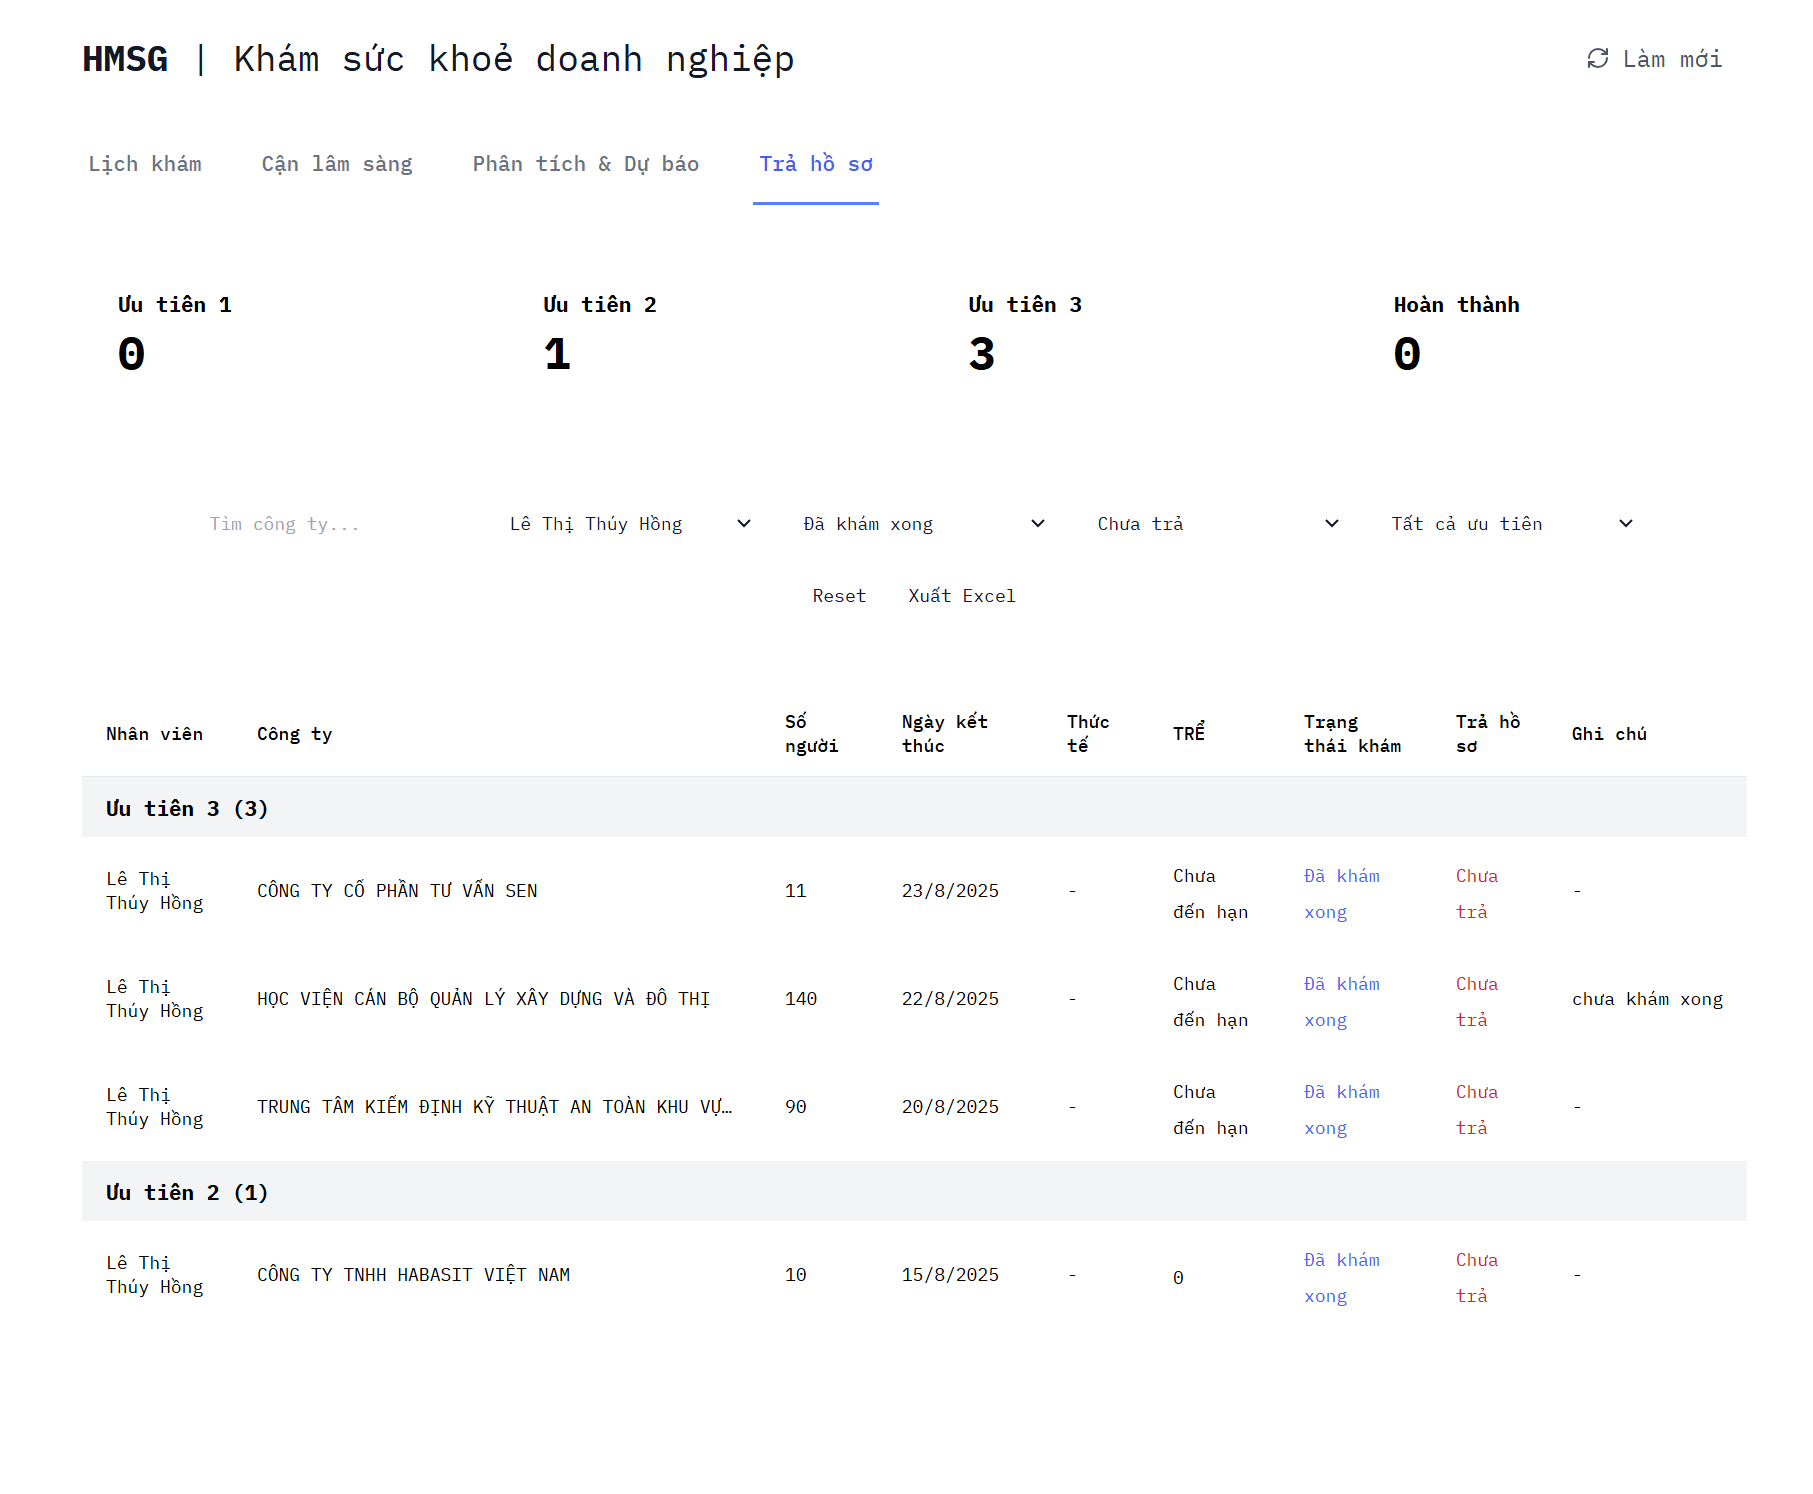 HMSG | Khám sức khoẻ doanh nghiệp
Làm mới
Lịch khám
Cận lâm sàng
Phân tích & Dự báo
Trả hồ sơ
Ưu tiên 1
0
Ưu tiên 2
1
Ưu tiên 3
3
Hoàn thành
0
Tìm công ty...
Lê Thị Thúy Hồng
Đã khám xong
Chưa trả
Tất cả ưu tiên
Reset
Xuất Excel
Nhân viên
Công ty
Số
người
Ngày kết
thúc
Thức
tế
TRỂ
Trạng
thái khám
Trả hồ
sơ
Ghi chú
Ưu tiên 3 (3)
Lê Thị
Thúy Hồng
CÔNG TY CỔ PHẦN TƯ VẤN SEN
11
23/8/2025
-
Chưa
đến hạn
Đã khám
xong
Chưa
trả
-
Lê Thị
Thúy Hồng
HỌC VIỆN CÁN BỘ QUẢN LÝ XÂY DỰNG VÀ ĐÔ THỊ
140
22/8/2025
-
Chưa
đến hạn
Đã khám
xong
Chưa
trả
chưa khám xong
Lê Thị
Thúy Hồng
TRUNG TÂM KIỂM ĐỊNH KỸ THUẬT AN TOÀN KHU VỰ…
90
20/8/2025
-
Chưa
đến hạn
Đã khám
xong
Chưa
trả
-
Ưu tiên 2 (1)
Lê Thị
Thúy Hồng
CÔNG TY TNHH HABASIT VIỆT NAM
10
15/8/2025
-
0
Đã khám
xong
Chưa
trả
-